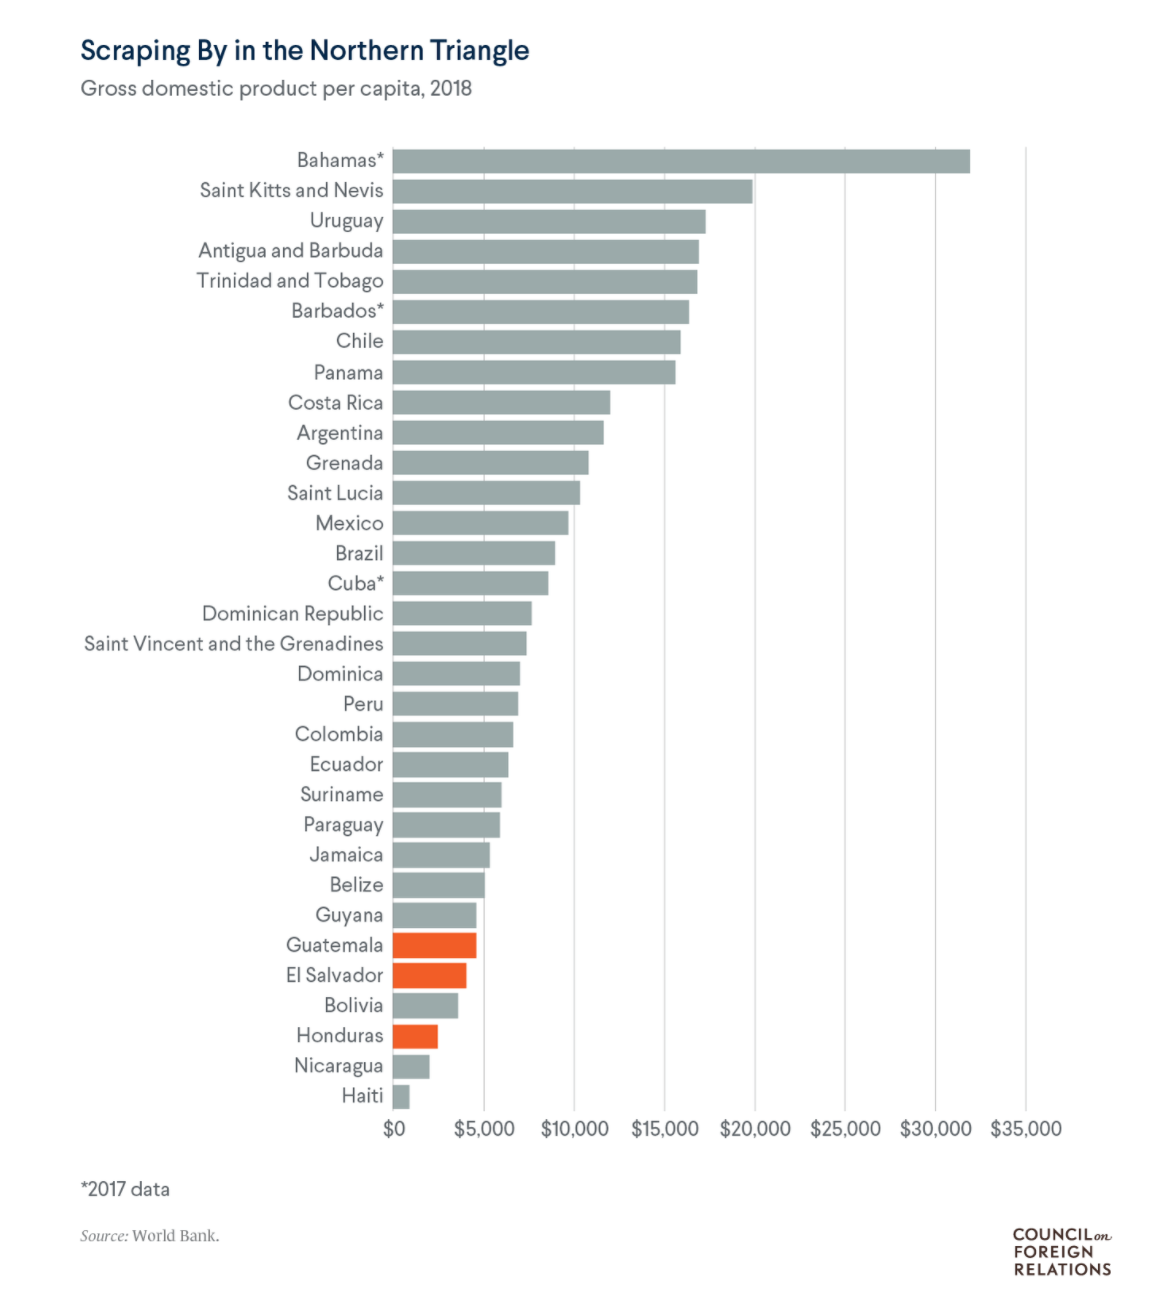 Scraping By in the Northern Triangle
Gross domestic product per capita, 2018
Bahamas*
Saint Kitts and Nevis
Uruguay
Antigua and Barbuda
Trinidad and Tobago
Barbados*
Chile
Panama
Costa Rica
Argentina
Grenada
Saint Lucia
Mexico
Brazil
Cuba*
Dominican Republic
Saint Vincent and the Grenadines
Dominica
Peru
Colombia
Ecuador
Suriname
Paraguay
Jamaica
Belize
Guyana
Guatemala
El Salvador
Bolivia
Honduras
Nicaragua
Haiti
$0 $5,000 $10,000 $15,000 $20,000 $25,000 $30,000 $35,000
*2017 data
Source: World Bank.
COUNCIL on
FOREIGN
RELATIONS